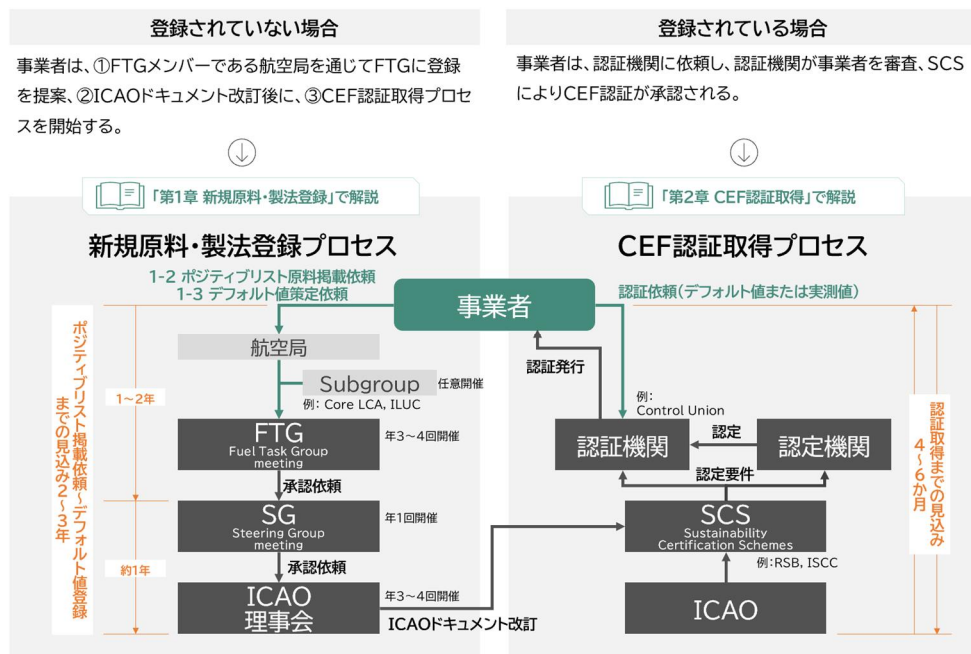 登録されていない場合
事業者は、①FTGメンバーである航空局を通じてFTGに登録
を提案、②ICAOドキュメント改訂後に、③CEF認証取得プロセ
スを開始する。
「第1章 新規原料・製法登録」で解説
新規原料・製法登録プロセス
1-2 ポジティブリスト原料掲載依頼
1-3 デフォルト値策定依頼
事業者
航空局
Subgroup
任意開催
例: Core LCA, ILUC
FTG
Fuel Task Group
meeting
年3～4回開催
承認依頼
SG
Steering Group
meeting
年1回開催
承認依頼
ICAO
理事会
年3～4回開催
ICAOドキュメント改訂
ポジティブリスト掲載依頼～デフォルト値登録
までの見込み2～3年
1～2年
約1年
登録されている場合
事業者は、認証機関に依頼し、認証機関が事業者を審査、SCS
によりCEF認証が承認される。
「第2章 CEF認証取得」で解説
CEF認証取得プロセス
認証依頼(デフォルト値または実測値)
認証発行
例:
Control Union
認証機関
認定
認定機関
認定要件
SCS
Sustainability
Certification Schemes
例:RSB, ISCC
ICAO
認証取得までの見込み
4～6か月